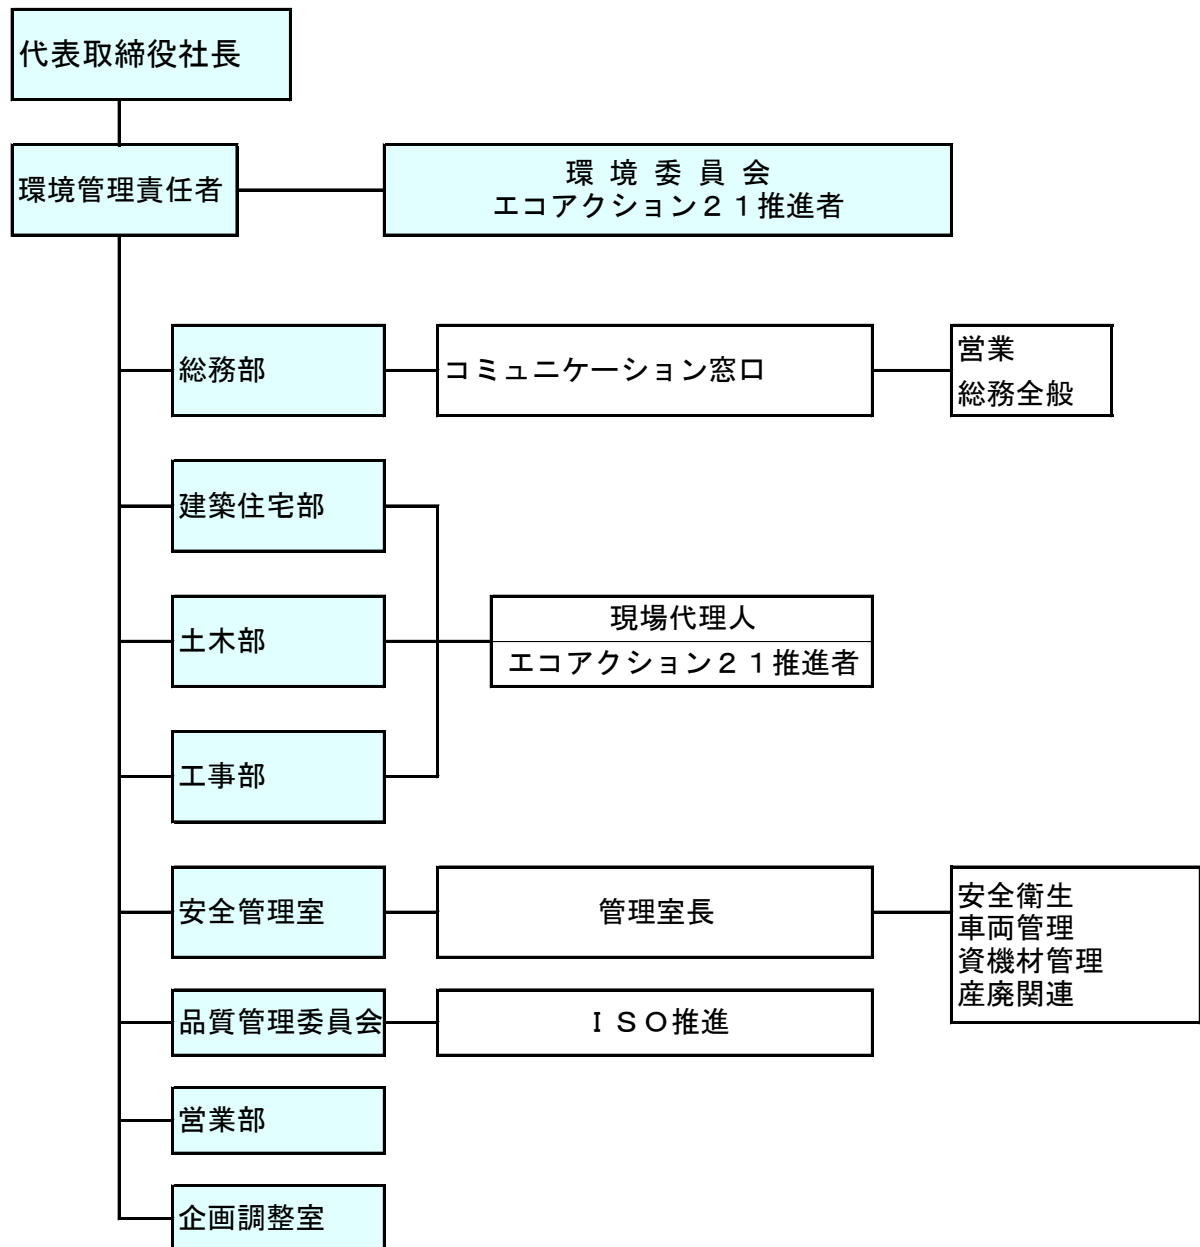 代表取締役社長
環境管理責任者
環境委員会
エコアクション２１推進者
総務部
コミュニケーション窓口
営業
総務全般
建築住宅部
土木部
現場代理人
エコアクション２１推進者
工事部
安全管理室
管理室長
安全衛生
車両管理
資機材管理
産廃関連
品質管理委員会
ＩＳＯ推進
営業部
企画調整室